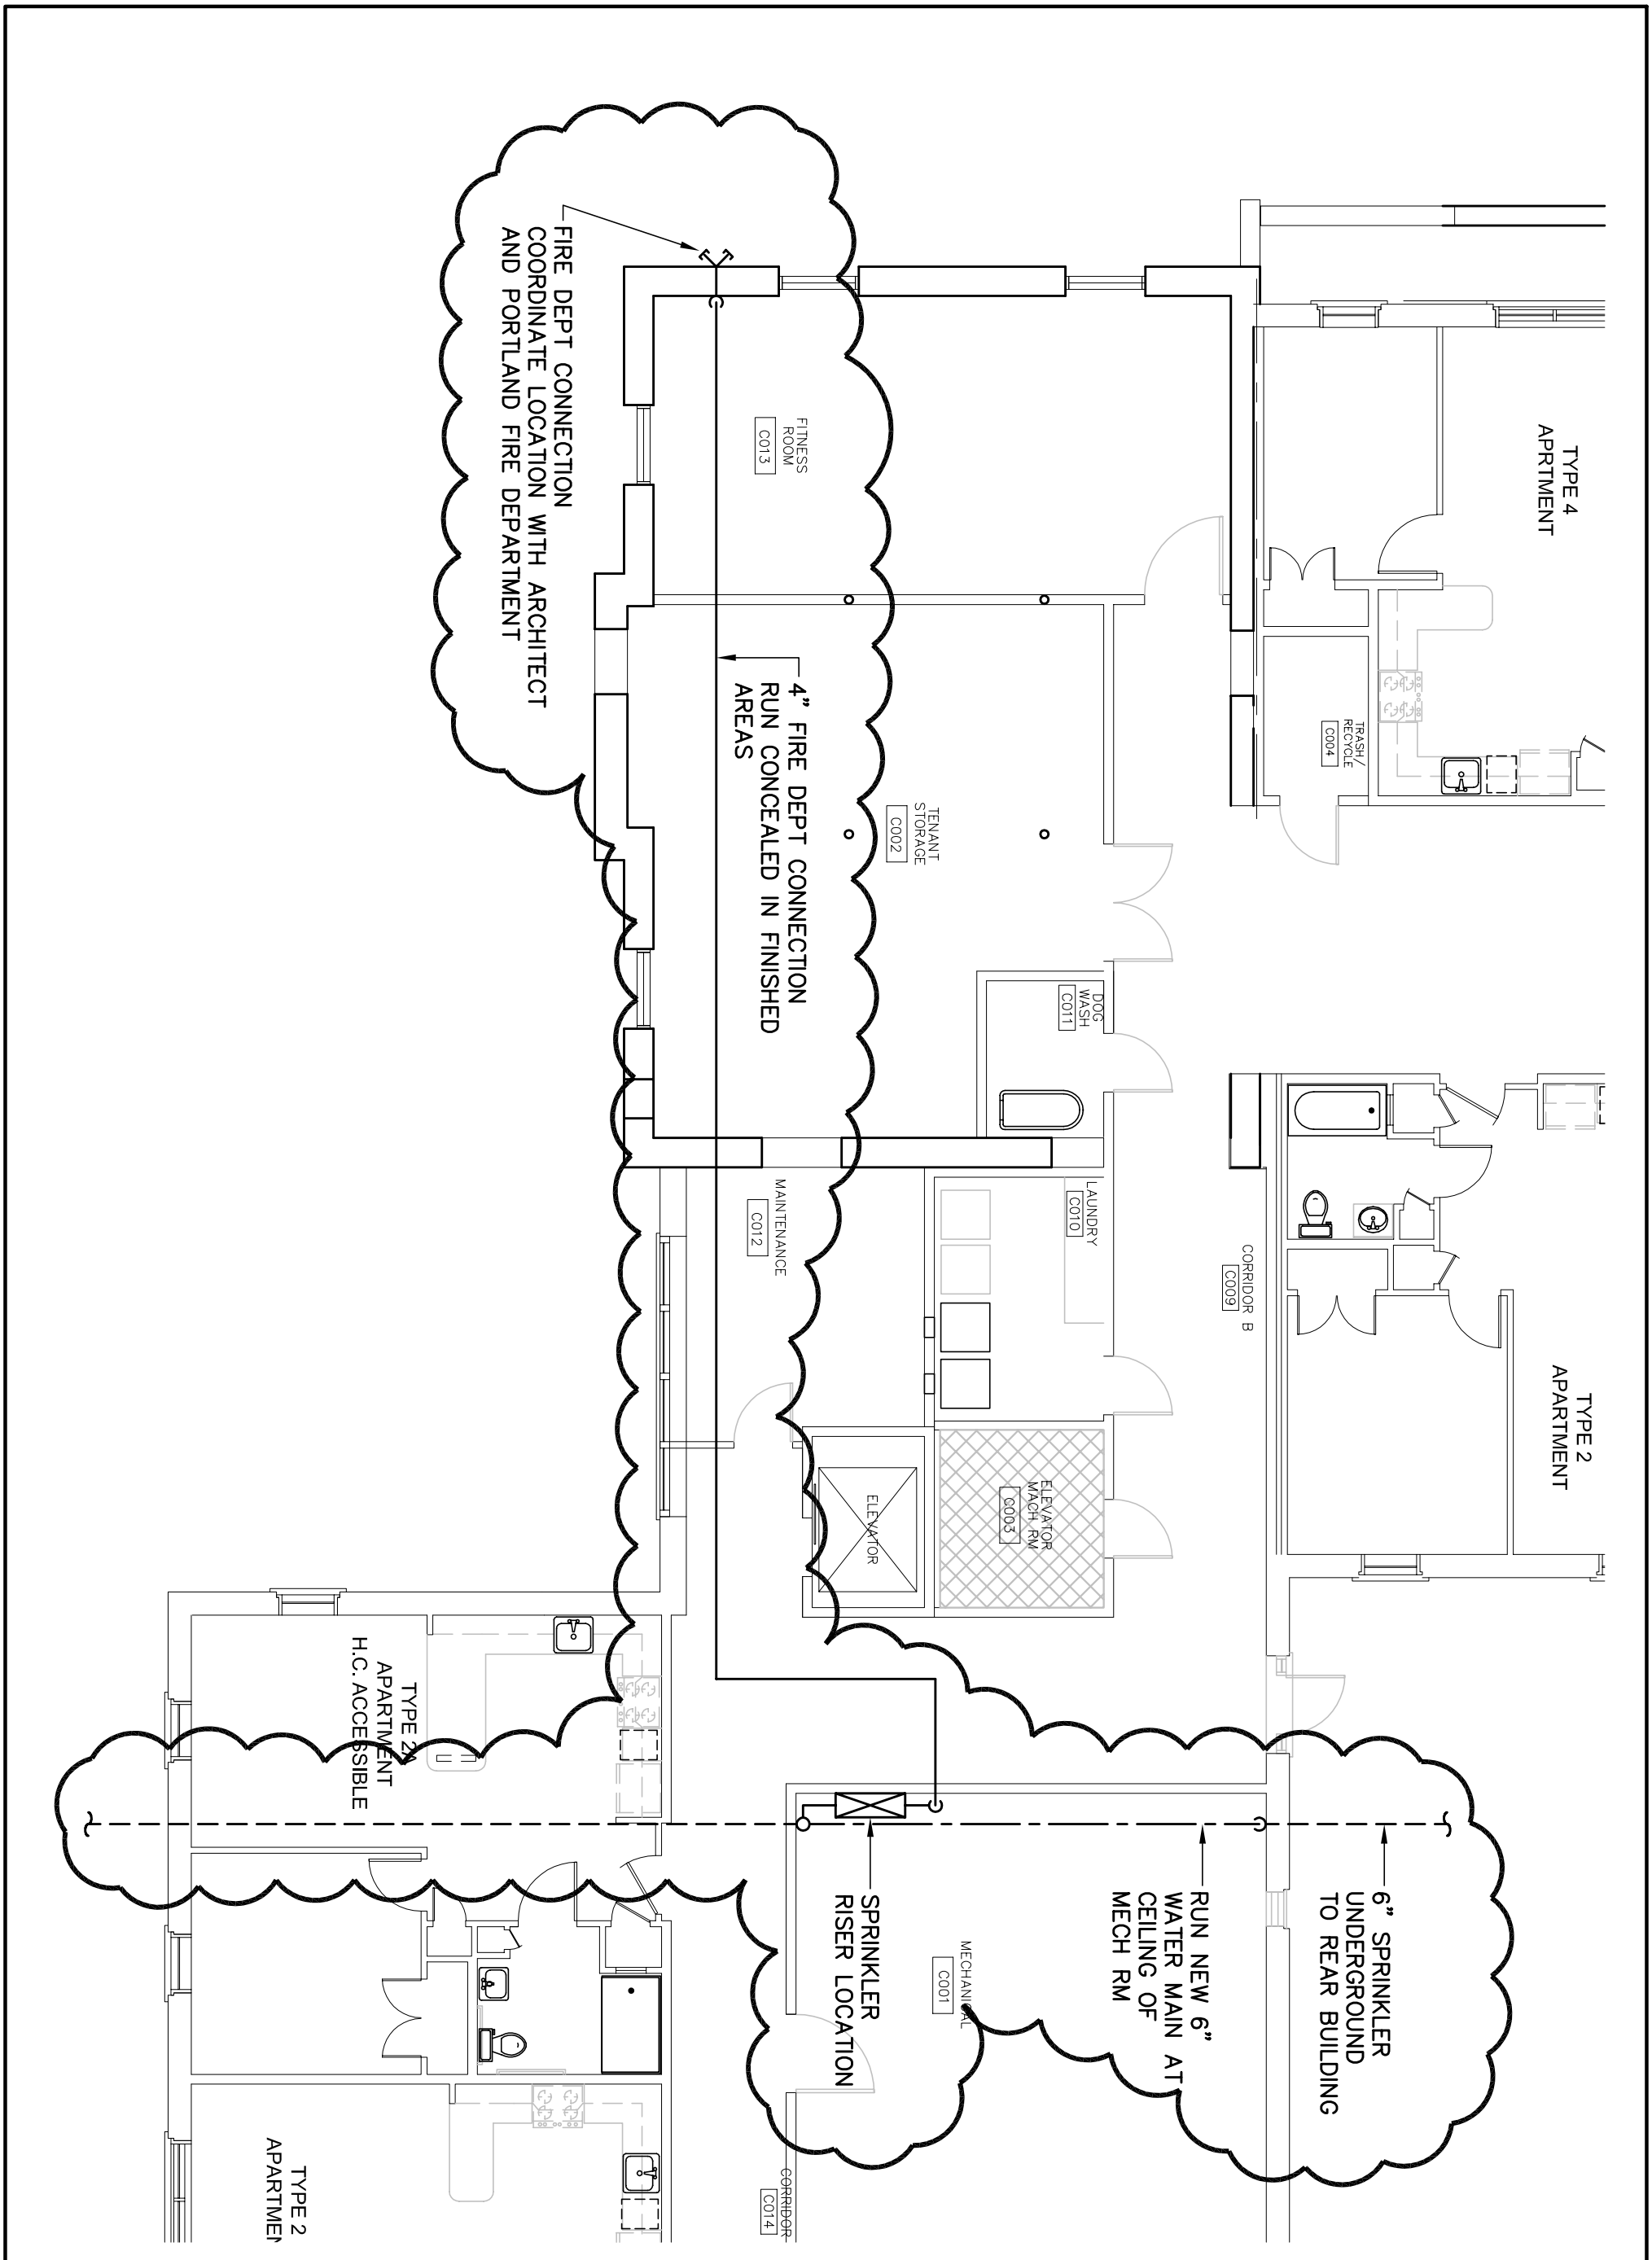 TYPE 4
APRTMENT
TRASH/
RECYCLE
C004
TYPE 2
APARTMENT
CORRIDOR B
C009
6" SPRINKLER
UNDERGROUND
TO REAR BUILDING
RUN NEW 6"
WATER MAIN AT
CEILING OF
MECH RM
DOG
WASH
C011
LAUNDRY
C010
ELEVATOR
MACH RM
C003
MECHANICAL
C001
TENANT
STORAGE
C002
ELEVATOR
SPRINKLER
RISER LOCATION
FITNESS
ROOM
C013
4" FIRE DEPT CONNECTION
RUN CONCEALED IN FINISHED
AREAS
MAINTENANCE
C012
CORRIDOR
C014
FIRE DEPT CONNECTION
COORDINATE LOCATION WITH ARCHITECT
AND PORTLAND FIRE DEPARTMENT
TYPE 2A
APARTMENT
H.C. ACCESSIBLE
TYPE 2
APARTMEN